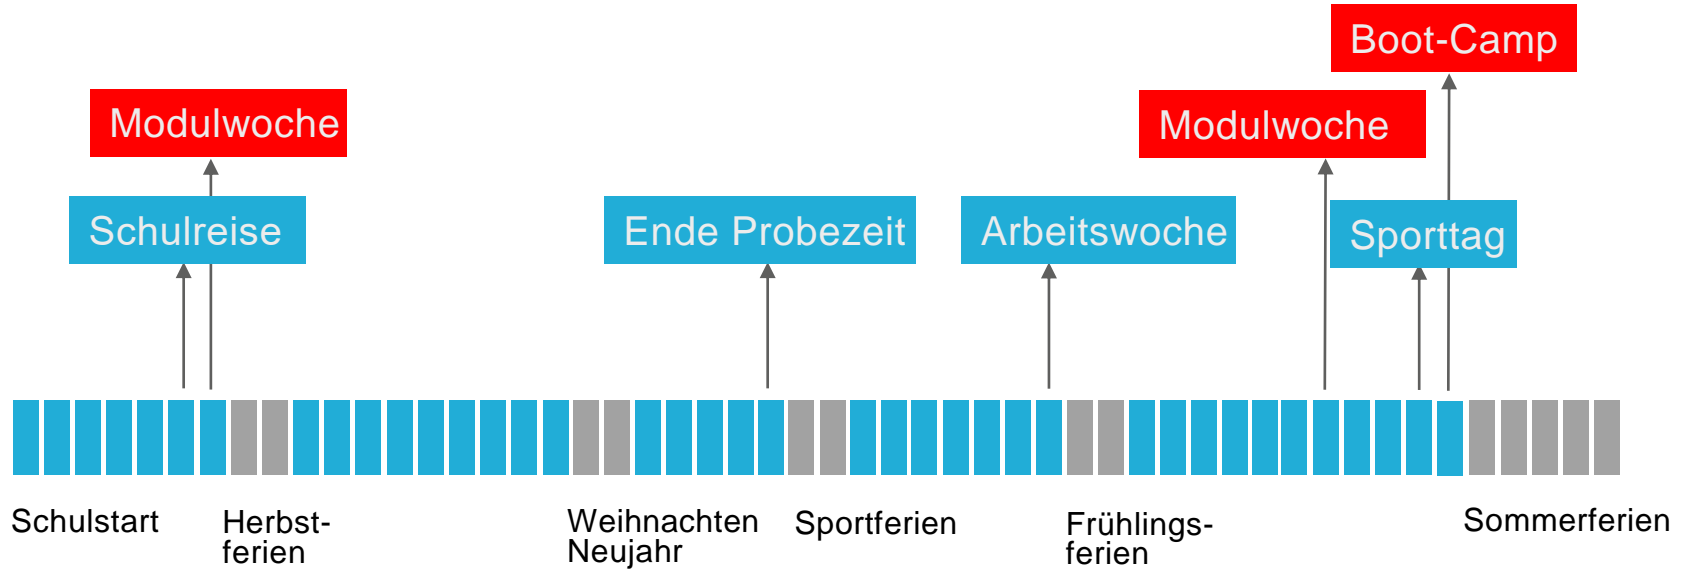 Boot-Camp
Modulwoche
Modulwoche
Schulreise
Ende Probezeit
Arbeitswoche
Sporttag
Schulstart
Herbst-
ferien
Weihnachten
Neujahr
Sportferien
Frühlings-
ferien
Sommerferien